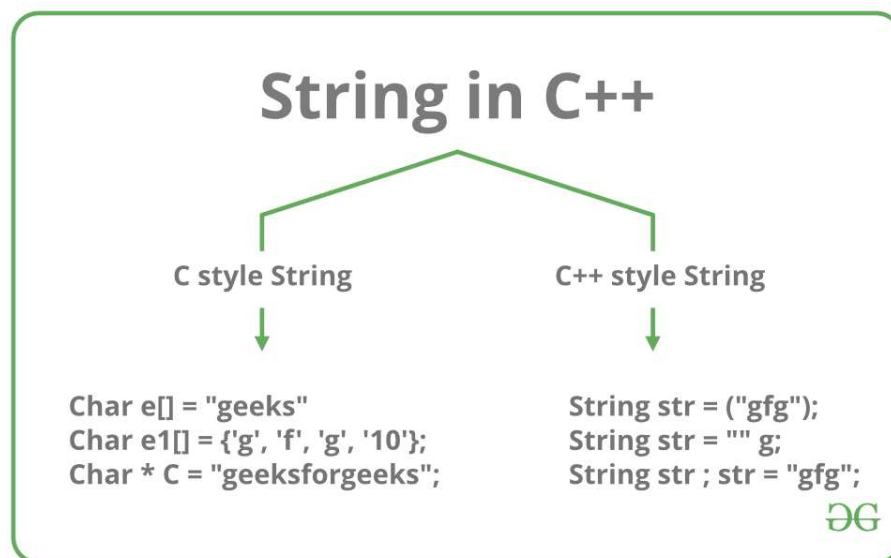 String in C++
C style String
C++ style String
Char e[] = "geeks"
Char e1[] = {'g', 'f', 'g', '10'};
Char * C = "geeksforgeeks";
String str = ("gfg");
String str = "" g;
String str ; str = "gfg";